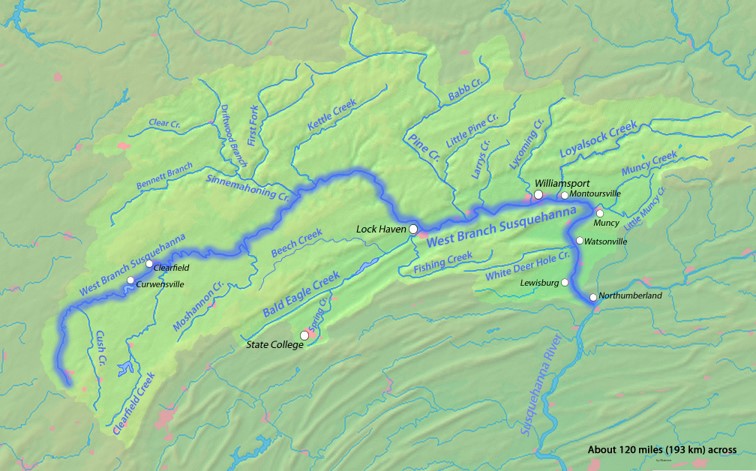 Babb Cr.
Clear Cr.
Driftwood Branch
First Fork
Kettle Creek
Pine Cr.
Little Pine Cr.
Larrys Cr.
Lycoming Cr.
Loyalsock Creek
Bennett Branch
Sinnemahoning Cr.
Muncy Creek
Williamsport
Montoursville
Little Muncy Cr.
West Branch Susquehanna
Muncy
Lock Haven
Beech Creek
West Branch Susquehanna
Watsonville
Clearfield
Curwensville
Fishing Creek
White Deer Hole Cr.
Lewisburg
Northumberland
Moshannon Cr.
Bald Eagle Creek
Spring Cr.
State College
Cush Cr.
Clearfield Creek
Susquehanna River
About 120 miles (193 km) across